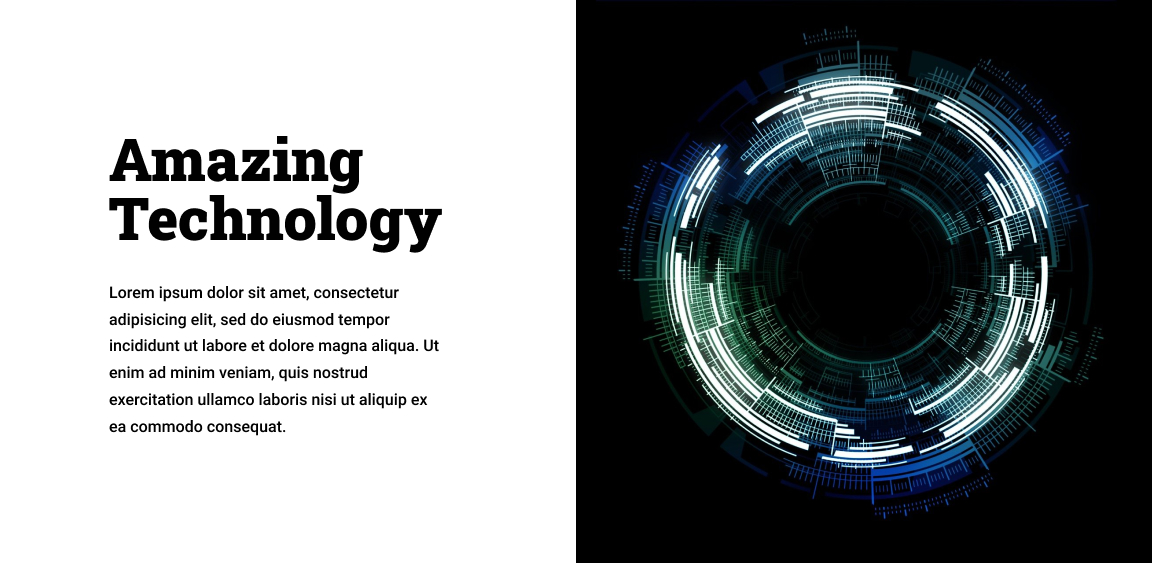 Amazing
Technology
Lorem ipsum dolor sit amet, consectetur
adipisicing elit, sed do eiusmod tempor
incididunt ut labore et dolore magna aliqua. Ut
enim ad minim veniam, quis nostrud
exercitation ullamco laboris nisi ut aliquip ex
ea commodo consequat.